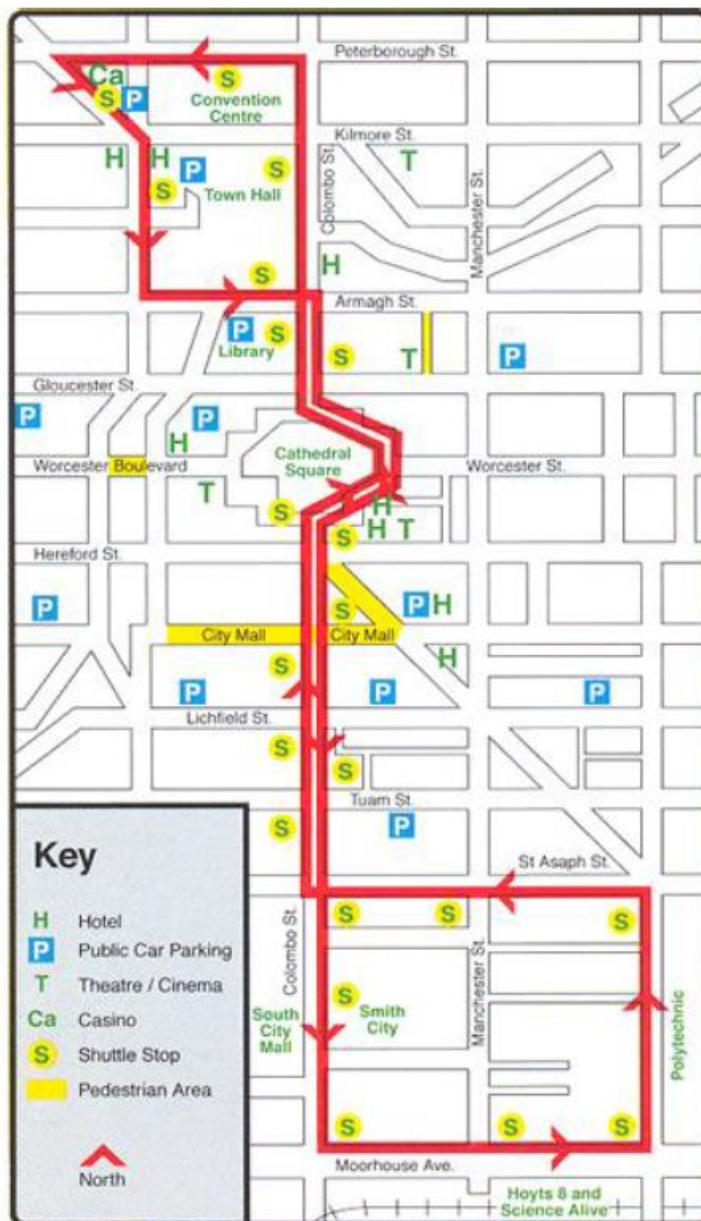 Peterborough St.
Ca
S
S
P
Convention
Centre
Kilmore St.
Colombo St.
Manchester St.
H
H
P
S
T
S
Town Hall
S
H
Armagh St.
P
S
S
T
P
Library
Gloucester St.
P
P
H
Cathedral
Square
Worcester Boulevard
Worcester St.
T
S
H
H
T
S
Hereford St.
P
S
P
H
City Mall
City Mall
H
S
P
P
P
Lichfield St.
S
S
Tuam St.
S
P
St Asaph St.
S
S
S
Colombo St.
Manchester St.
S
South
City
Mall
Smith
City
Polytechnic
S
S
S
Moorhouse Ave.
Hoyts 8 and
Science Alive
Key
H Hotel
P Public Car Parking
T Theatre / Cinema
Ca Casino
S Shuttle Stop
Pedestrian Area
North